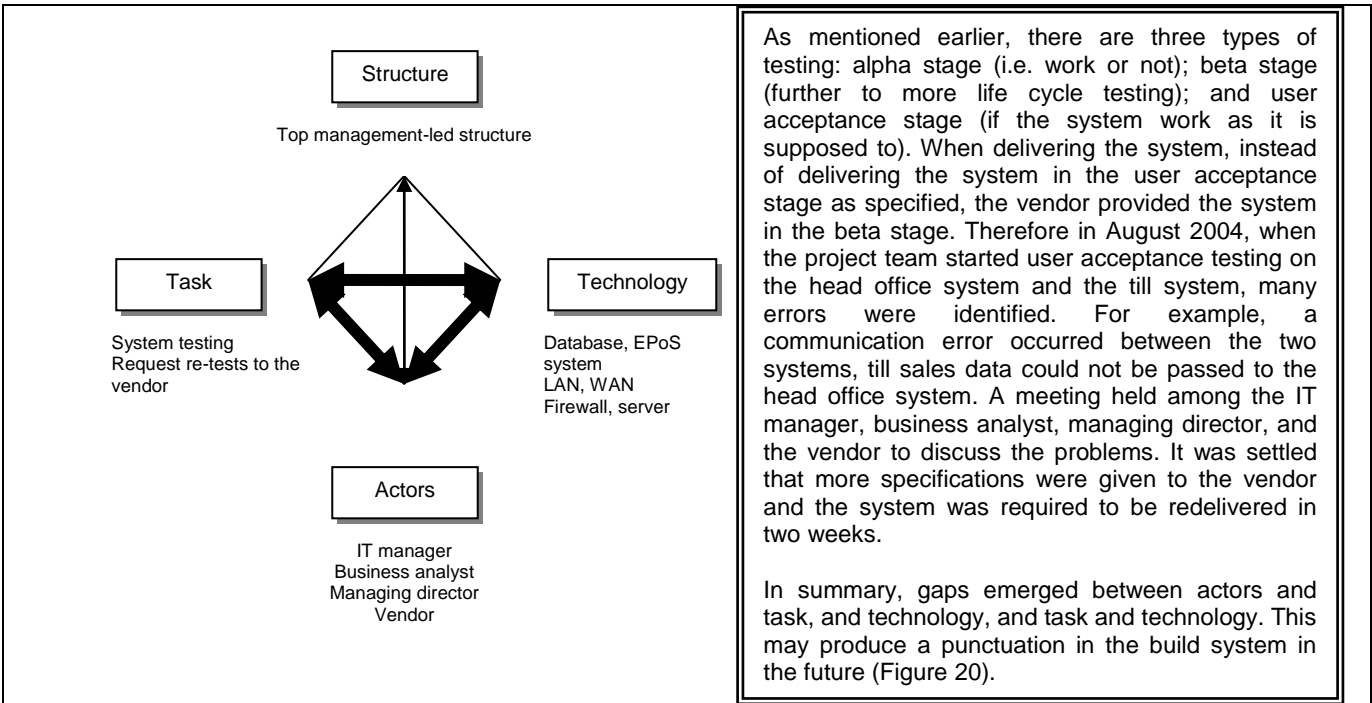 Structure
Top management-led structure
Task
System testing
Request re-tests to the
vendor
Technology
Database, EPoS
system
LAN, WAN
Firewall, server
Actors
IT manager
Business analyst
Managing director
Vendor
As mentioned earlier, there are three types of
testing: alpha stage (i.e. work or not); beta stage
(further to more life cycle testing); and user
acceptance stage (if the system work as it is
supposed to). When delivering the system, instead
of delivering the system in the user acceptance
stage as specified, the vendor provided the system
in the beta stage. Therefore in August 2004, when
the project team started user acceptance testing on
the head office system and the till system, many
errors were identified. For example, a
communication error occurred between the two
systems, till sales data could not be passed to the
head office system. A meeting held among the IT
manager, business analyst, managing director, and
the vendor to discuss the problems. It was settled
that more specifications were given to the vendor
and the system was required to be redelivered in
two weeks.
In summary, gaps emerged between actors and
task, and technology, and task and technology. This
may produce a punctuation in the build system in
the future (Figure 20).